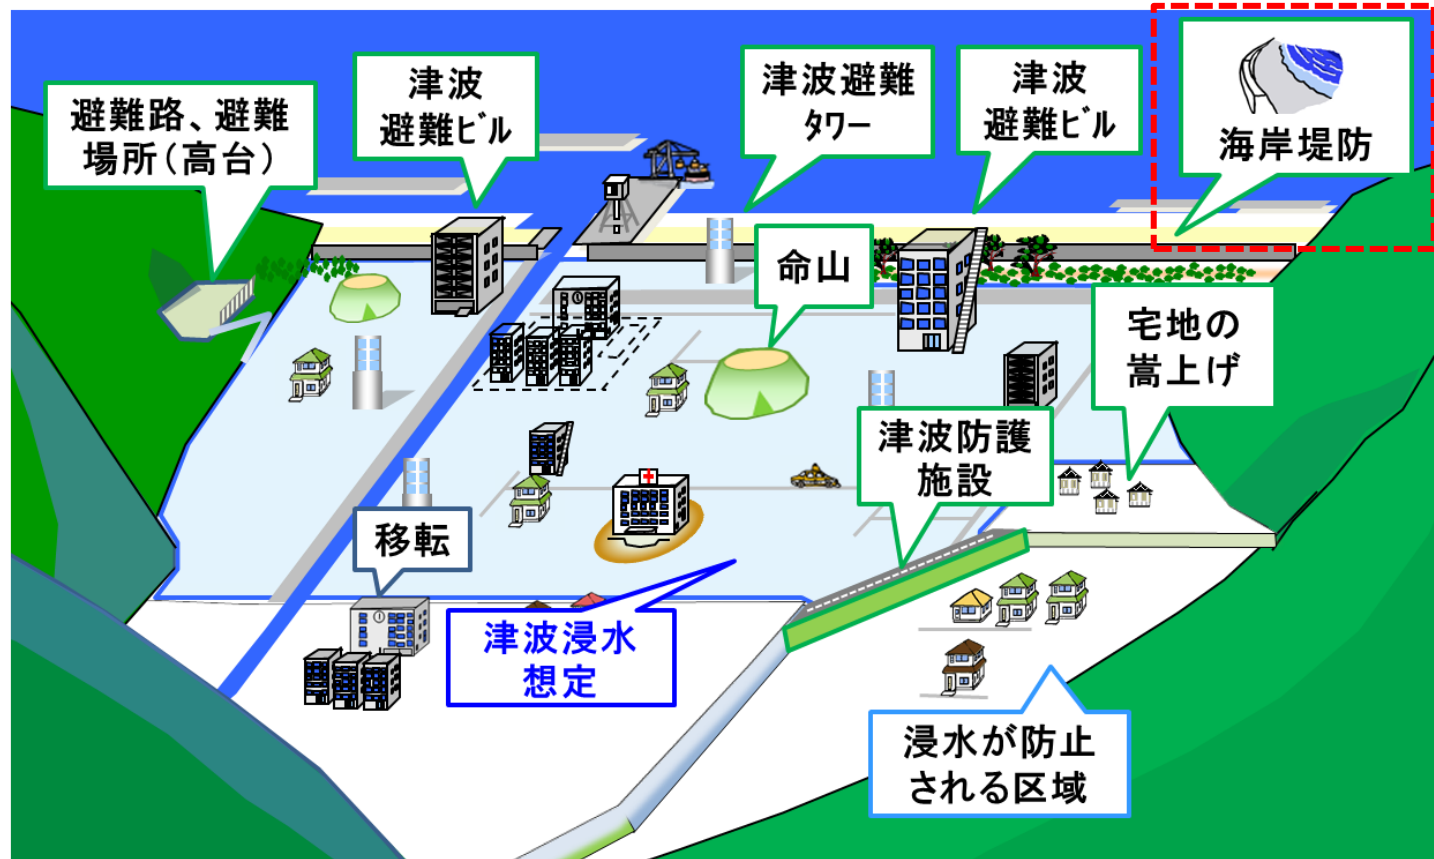 避難路、避難
場所(高台)
津波
避難ﾋﾞﾙ
津波避難
ﾀﾜｰ
津波
避難ﾋﾞﾙ
海岸堤防
命山
宅地の
嵩上げ
津波防護
施設
移転
津波浸水
想定
浸水が防止
される区域